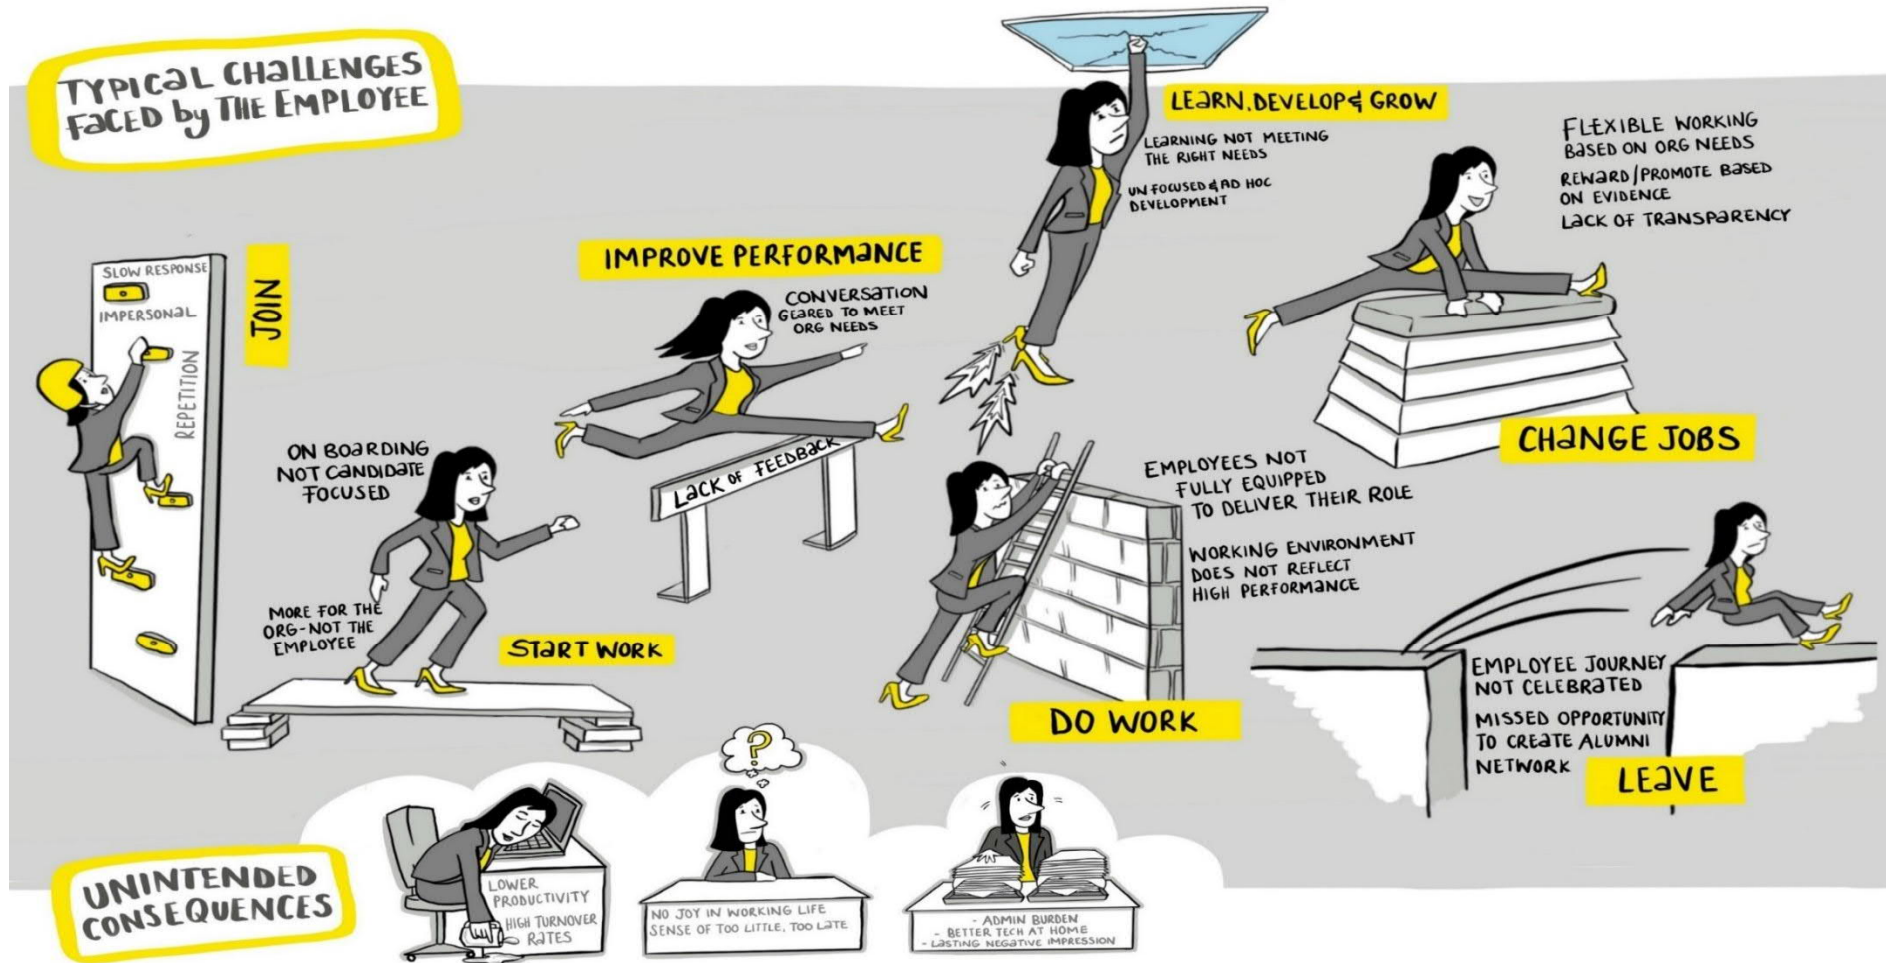 TYPICAL CHALLENGES
FACED by THE EMPLOYEE
SLOW RESPONSE
IMPERSONAL
REPETITION
JOIN
ON BOARDING
NOT CANDIDATE
FOCUSED
MORE FOR THE
ORG-NOT THE
EMPLOYEE
START WORK
IMPROVE PERFORMANCE
CONVERSATION
GEARED TO MEET
ORG NEEDS
LACK OF FEEDBACK
LEARN, DEVELOP & GROW
LEARNING NOT MEETING
THE RIGHT NEEDS
UN FOCUSED & AD HOC
DEVELOPMENT
EMPLOYEES NOT
FULLY EQUIPPED
TO DELIVER THEIR ROLE
WORKING ENVIRONMENT
DOES NOT REFLECT
HIGH PERFORMANCE
DO WORK
FLEXIBLE WORKING
BASED ON ORG NEEDS
REWARD/PROMOTE BASED
ON EVIDENCE
LACK OF TRANSPARENCY
CHANGE JOBS
EMPLOYEE JOURNEY
NOT CELEBRATED
MISSED OPPORTUNITY
TO CREATE ALUMNI
NETWORK
LEAVE
UNINTENDED
CONSEQUENCES
LOWER
PRODUCTIVITY
HIGH TURNOVER
RATES
?
NO JOY IN WORKING LIFE
SENSE OF TOO LITTLE, TOO LATE
- ADMIN BURDEN
- BETTER TECH AT HOME
- LASTING NEGATIVE IMPRESSION